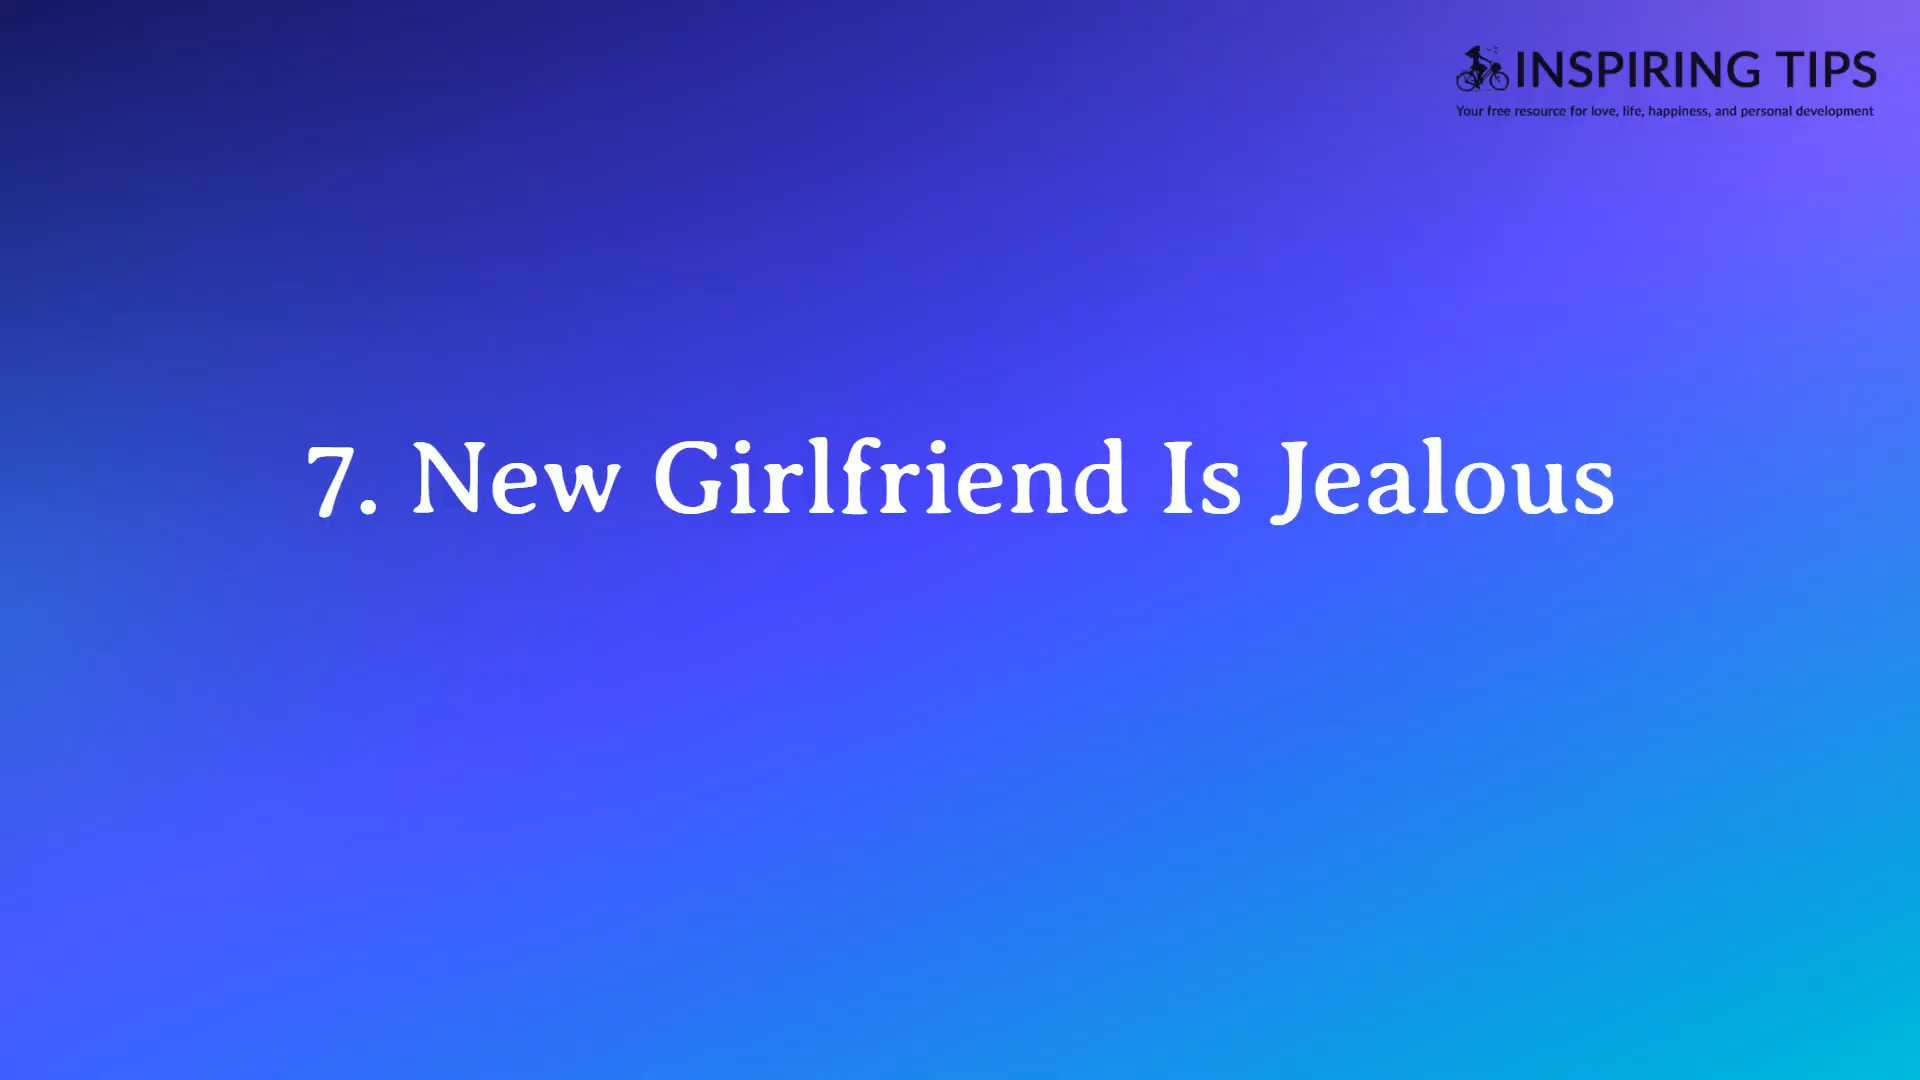 INSPIRING TIPS
Your free resource for love, life, happiness, and personal development
7. New Girlfriend Is Jealous